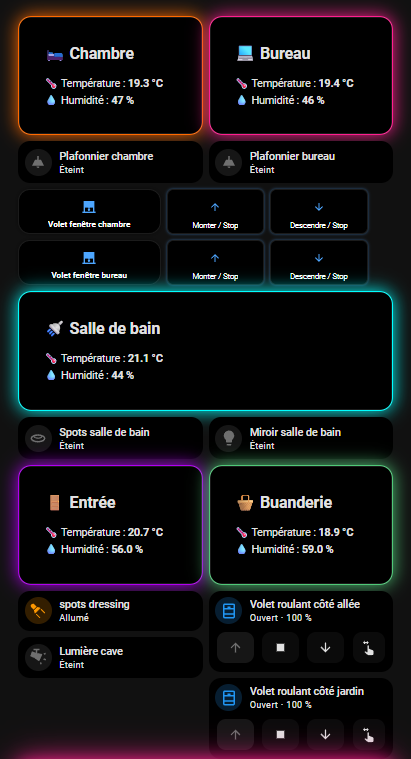 Chambre
Température : 19.3 °C
Humidité : 47 %
Bureau
Température : 19.4 °C
Humidité : 46 %
Plafonnier chambre
Éteint
Plafonnier bureau
Éteint
Volet fenêtre chambre
Monter / Stop
Descendre / Stop
Volet fenêtre bureau
Monter / Stop
Descendre / Stop
Salle de bain
Température : 21.1 °C
Humidité : 44 %
Spots salle de bain
Éteint
Miroir salle de bain
Éteint
Entrée
Température : 20.7 °C
Humidité : 56.0 %
Buanderie
Température : 18.9 °C
Humidité : 59.0 %
spots dressing
Allumé
Volet roulant côté allée
Ouvert · 100 %
Lumière cave
Éteint
Volet roulant côté jardin
Ouvert · 100 %